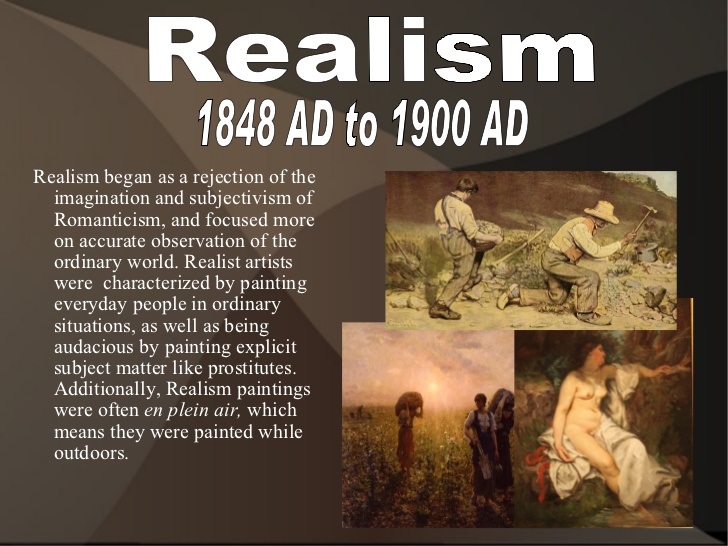 Realism
1848 AD to 1900 AD
Realism began as a rejection of the
imagination and subjectivism of
Romanticism, and focused more
on accurate observation of the
ordinary world. Realist artists
were  characterized by painting
everyday people in ordinary
situations, as well as being
audacious by painting explicit
subject matter like prostitutes.
Additionally, Realism paintings
were often en plein air, which
means they were painted while
outdoors.